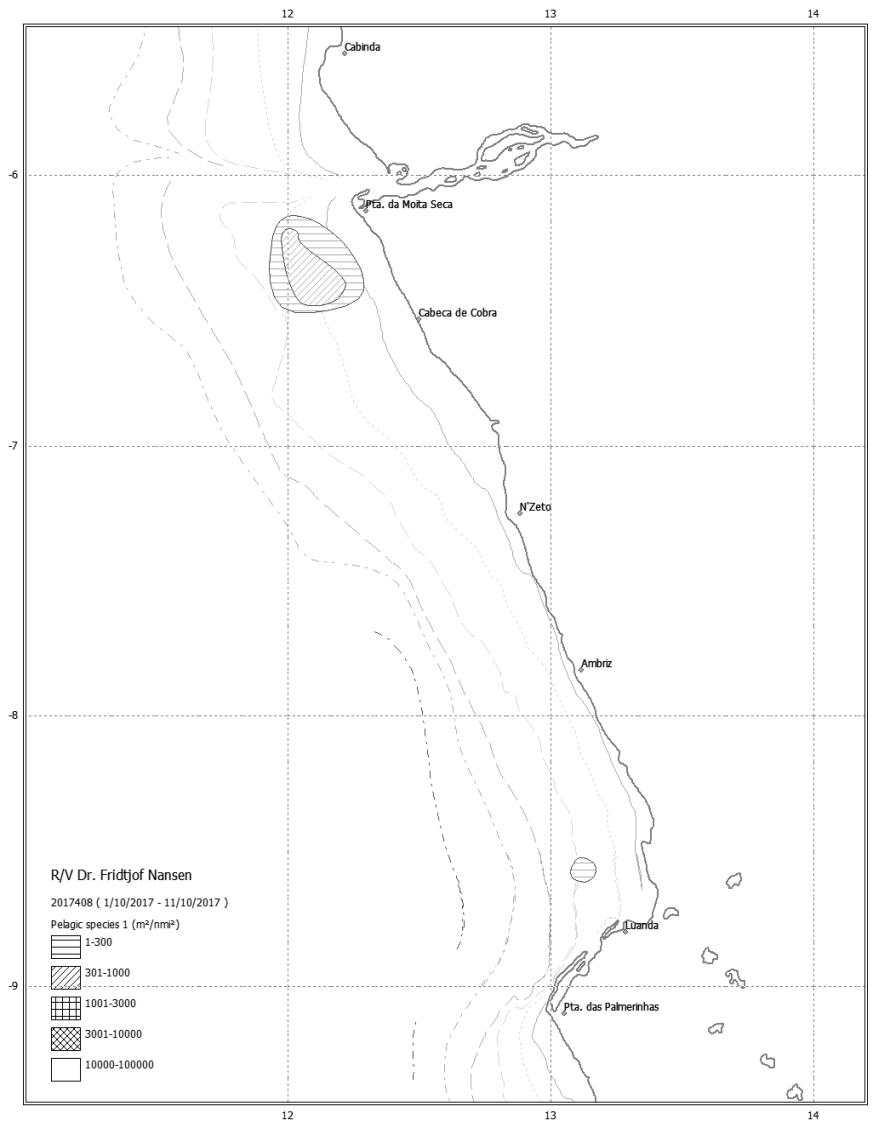 12 13 14
Cabinda
-6
Pta. da Moita Seca
Cabeca de Cobra
-7
N'Zeto
Ambriz
-8
R/V Dr. Fridtjof Nansen
2017408 ( 1/10/2017 - 11/10/2017 )
Pelagic species 1 (m²/nmi²)
1-300
301-1000
1001-3000
3001-10000
10000-100000
Luanda
-9
Pta. das Palmerinhas
12 13 14